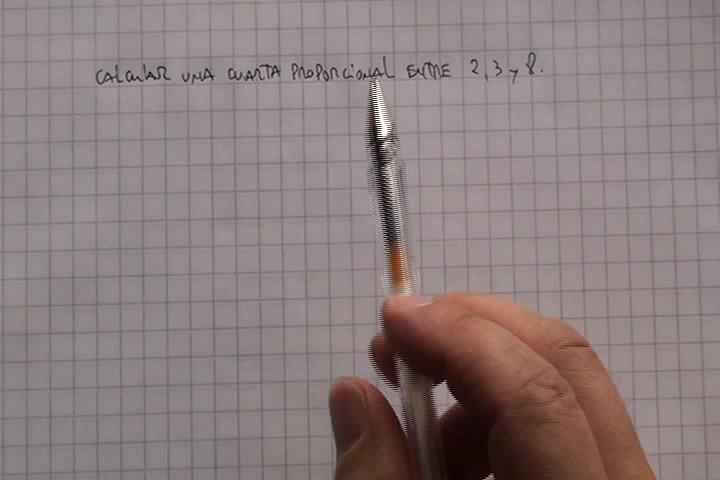 CALCULAR UNA CUARTA PROPORCIONAL ENTRE 2, 3 y 8.